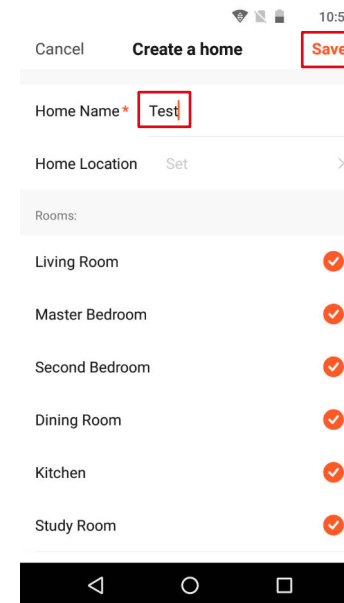 10:5
Cancel Create a home Save
Home Name* Test
Home Location Set
Rooms:
Living Room
Master Bedroom
Second Bedroom
Dining Room
Kitchen
Study Room